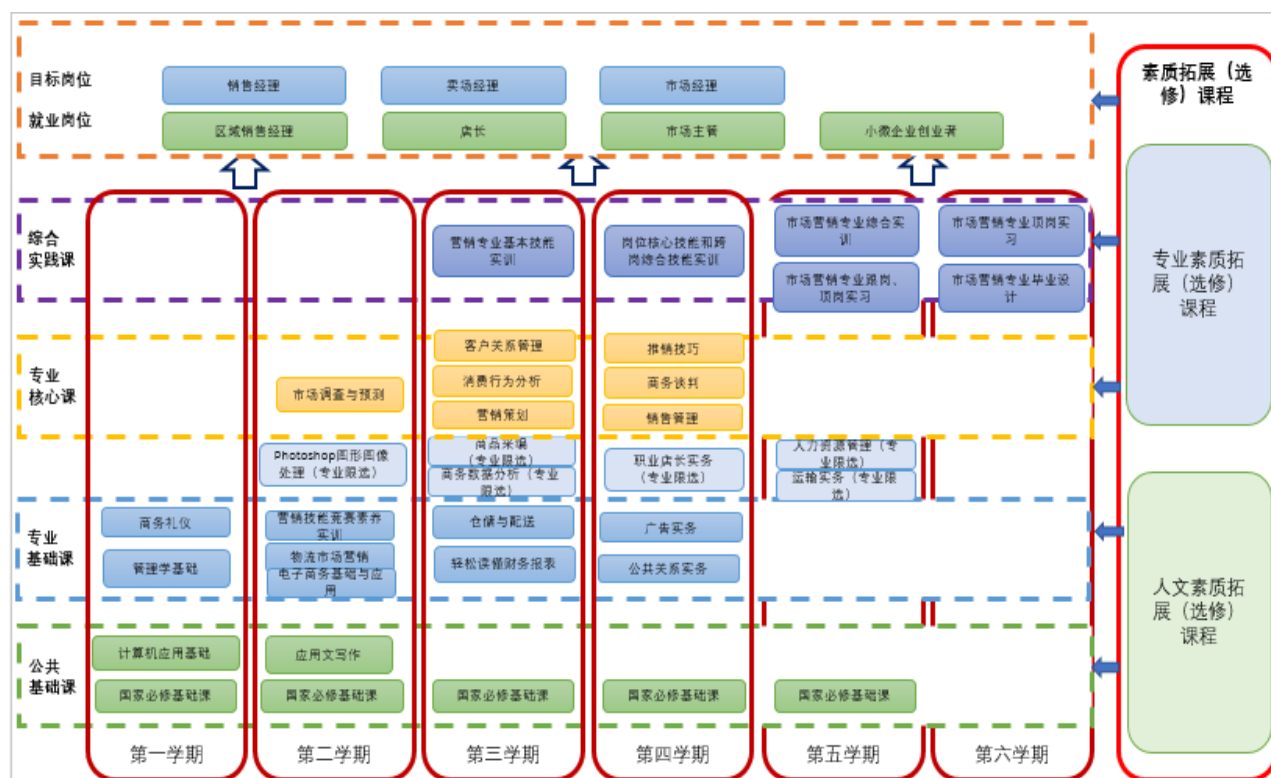 目标岗位
销售经理
卖场经理
市场经理
就业岗位
区域销售经理
店长
市场主管
小微企业创业者
素质拓展（选
修）课程
专业素质拓
展（选修）
课程
人文素质拓
展（选修）
课程
综合
实践课
营销专业基本技能
实训
岗位核心技能和跨
岗综合技能实训
市场营销专业综合实
训
市场营销专业顶岗实
习
市场营销专业跟岗、
顶岗实习
市场营销专业毕业设
计
专业
核心课
市场调查与预测
客户关系管理
消费行为分析
营销策划
推销技巧
商务谈判
销售管理
Photoshop图形图像
处理（专业限选）
商品采编
（专业限选）
商务数据分析（专业
限选）
职业店长实务
（专业限选）
人力资源管理（专
业限选）
运输实务（专业限
选）
专业
基础课
商务礼仪
管理学基础
营销技能竞赛素养
实训
物流市场营销
电子商务基础与应
用
仓储与配送
轻松读懂财务报表
广告实务
公共关系实务
公共
基础课
计算机应用基础
应用文写作
国家必修基础课
国家必修基础课
国家必修基础课
国家必修基础课
国家必修基础课
第一学期
第二学期
第三学期
第四学期
第五学期
第六学期